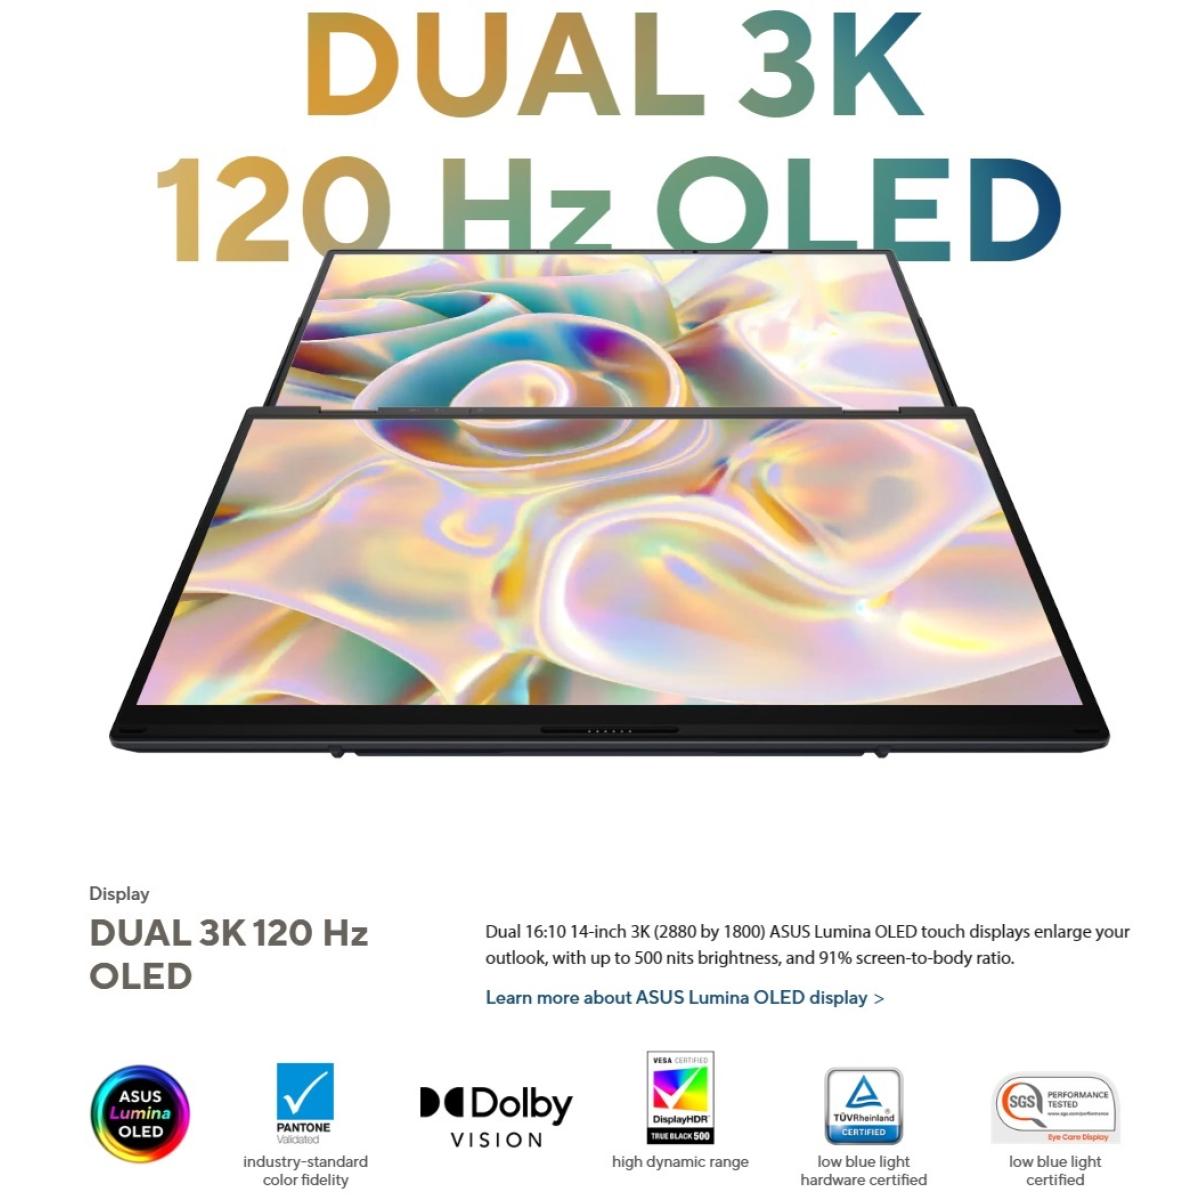 DUAL 3K
120 Hz OLED
Display
DUAL 3K 120 Hz
OLED
Dual 16:10 14-inch 3K (2880 by 1800) ASUS Lumina OLED touch displays enlarge your
outlook, with up to 500 nits brightness, and 91% screen-to-body ratio.
Learn more about ASUS Lumina OLED display >
ASUS
Lumina
OLED
PANTONE
Validated
industry-standard
color fidelity
Dolby
VISION
VESA CERTIFIED
DisplayHDR
TRUE BLACK 500
high dynamic range
TÜVRheinland
CERTIFIED
low blue light
hardware certified
SGS
PERFORMANCE
TESTED
www.sgs.com/performance
Eye Care Display
low blue light
certified